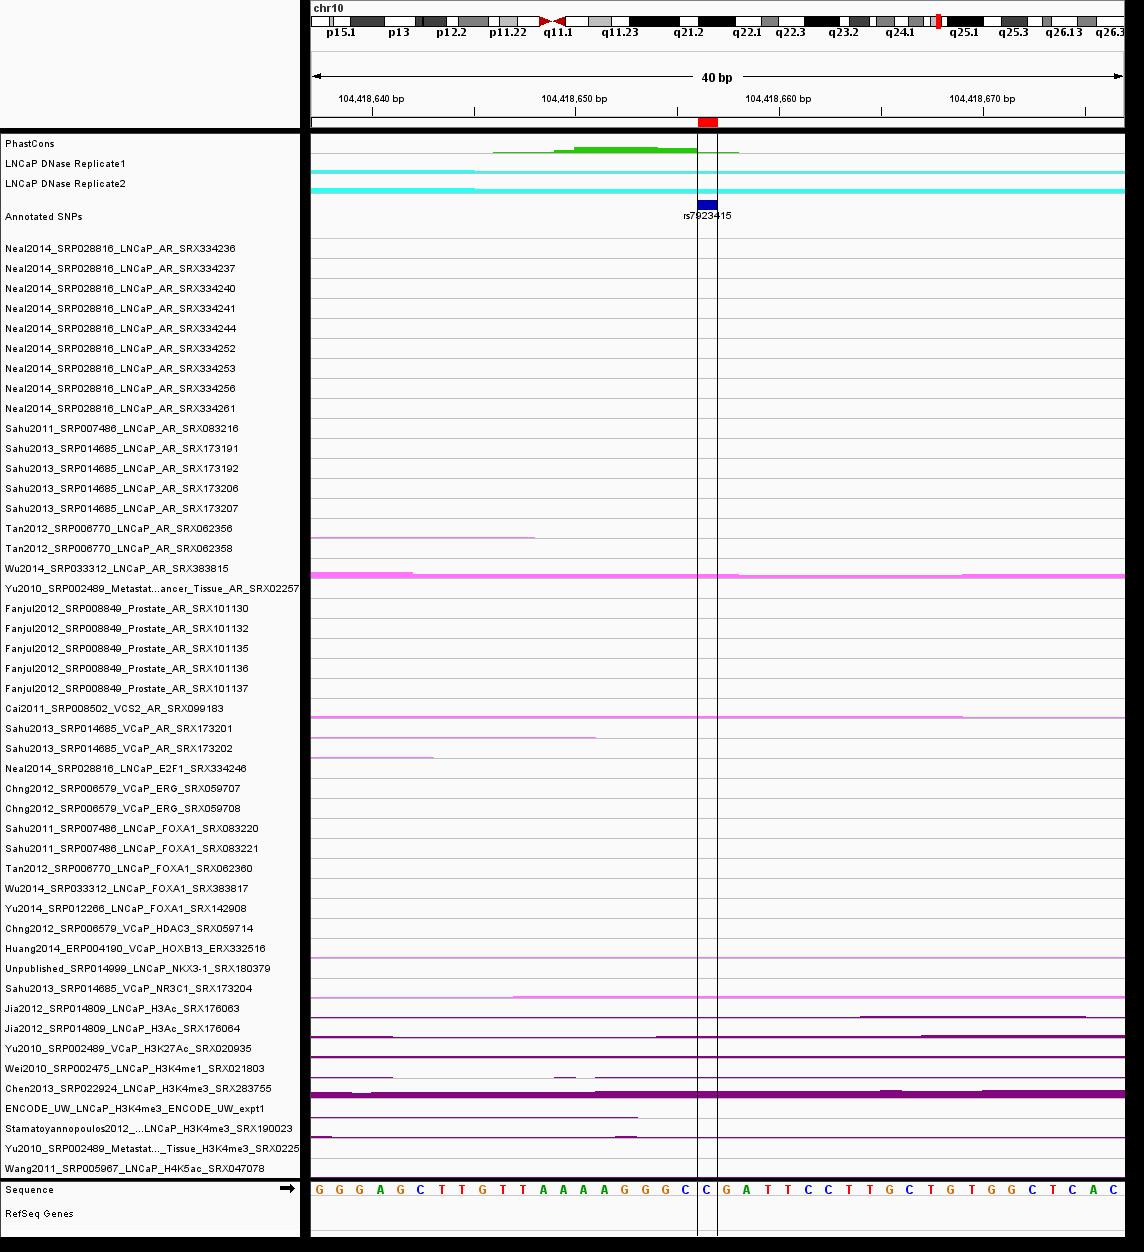 chr10
p15.1 p13 p12.2 p11.22 q11.1 q11.23 q21.2 q22.1 q22.3 q23.2 q24.1 q25.1 q25.3 q26.13 q26.3
40 bp
104,418,640 bp 104,418,650 bp 104,418,660 bp 104,418,670 bp
PhastCons
LNCaP DNase Replicate1
LNCaP DNase Replicate2
Annotated SNPs rs7923415
Neal2014_SRP028816_LNCaP_AR_SRX334236
Neal2014_SRP028816_LNCaP_AR_SRX334237
Neal2014_SRP028816_LNCaP_AR_SRX334240
Neal2014_SRP028816_LNCaP_AR_SRX334241
Neal2014_SRP028816_LNCaP_AR_SRX334244
Neal2014_SRP028816_LNCaP_AR_SRX334252
Neal2014_SRP028816_LNCaP_AR_SRX334253
Neal2014_SRP028816_LNCaP_AR_SRX334256
Neal2014_SRP028816_LNCaP_AR_SRX334261
Sahu2011_SRP007486_LNCaP_AR_SRX083216
Sahu2013_SRP014685_LNCaP_AR_SRX173191
Sahu2013_SRP014685_LNCaP_AR_SRX173192
Sahu2013_SRP014685_LNCaP_AR_SRX173206
Sahu2013_SRP014685_LNCaP_AR_SRX173207
Tan2012_SRP006770_LNCaP_AR_SRX062356
Tan2012_SRP006770_LNCaP_AR_SRX062358
Wu2014_SRP033312_LNCaP_AR_SRX383815
Yu2010_SRP002489_Metastat...ancer_Tissue_AR_SRX02257
Fanjul2012_SRP008849_Prostate_AR_SRX101130
Fanjul2012_SRP008849_Prostate_AR_SRX101132
Fanjul2012_SRP008849_Prostate_AR_SRX101135
Fanjul2012_SRP008849_Prostate_AR_SRX101136
Fanjul2012_SRP008849_Prostate_AR_SRX101137
Cai2011_SRP008502_VCS2_AR_SRX099183
Sahu2013_SRP014685_VCaP_AR_SRX173201
Sahu2013_SRP014685_VCaP_AR_SRX173202
Neal2014_SRP028816_LNCaP_E2F1_SRX334246
Chng2012_SRP006579_VCaP_ERG_SRX059707
Chng2012_SRP006579_VCaP_ERG_SRX059708
Sahu2011_SRP007486_LNCaP_FOXA1_SRX083220
Sahu2011_SRP007486_LNCaP_FOXA1_SRX083221
Tan2012_SRP006770_LNCaP_FOXA1_SRX062360
Wu2014_SRP033312_LNCaP_FOXA1_SRX383817
Yu2014_SRP012266_LNCaP_FOXA1_SRX142908
Chng2012_SRP006579_VCaP_HDAC3_SRX059714
Huang2014_ERP004190_VCaP_HOXB13_ERX332516
Unpublished_SRP014999_LNCaP_NKX3-1_SRX180379
Sahu2013_SRP014685_VCaP_NR3C1_SRX173204
Jia2012_SRP014809_LNCaP_H3Ac_SRX176063
Jia2012_SRP014809_LNCaP_H3Ac_SRX176064
Yu2010_SRP002489_VCaP_H3K27Ac_SRX020935
Wei2010_SRP002475_LNCaP_H3K4me1_SRX021803
Chen2013_SRP022924_LNCaP_H3K4me3_SRX283755
ENCODE_UW_LNCaP_H3K4me3_ENCODE_UW_expt1
Stamatoyannopoulos2012_...LNCaP_H3K4me3_SRX190023
Yu2010_SRP002489_Metastat..._Tissue_H3K4me3_SRX0225
Wang2011_SRP005967_LNCaP_H4K5ac_SRX047078
Sequence G G G A G C T T G T T A A A A G G G C C G A T T C C T T G C T G T G G C T C A C
RefSeq Genes